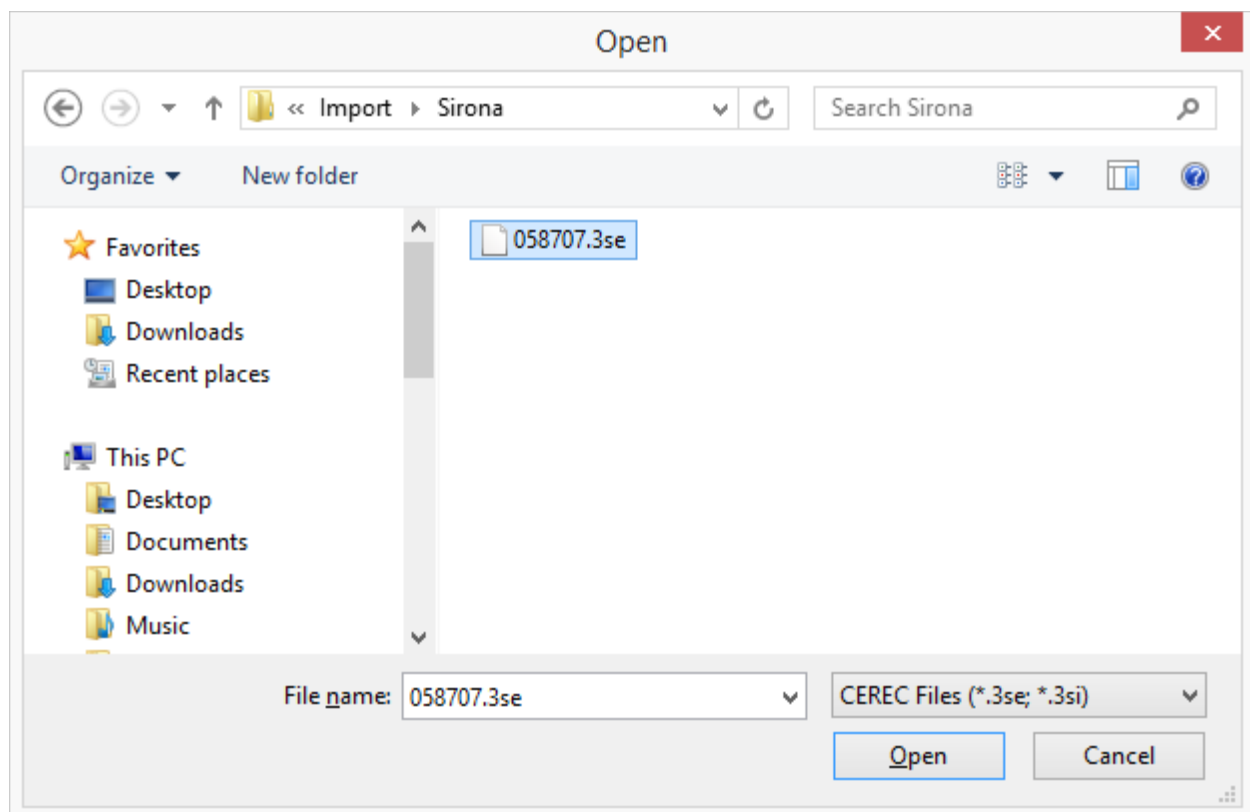 Open
« Import Sirona
Search Sirona
Organize
New folder
Favorites
Desktop
Downloads
Recent places
This PC
Desktop
Documents
Downloads
Music
058707.3se
File name: 058707.3se
CEREC Files (*.3se; *.3si)
Open
Cancel